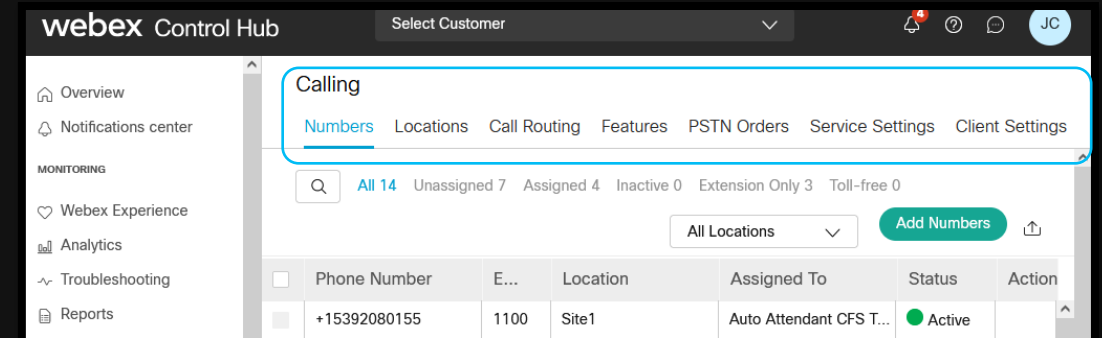 webex Control Hub Select Customer 4 JC
Overview
Notifications center
MONITORING
Webex Experience
Analytics
Troubleshooting
Reports
Calling
Numbers Locations Call Routing Features PSTN Orders Service Settings Client Settings
All 14 Unassigned 7 Assigned 4 Inactive 0 Extension Only 3 Toll-free 0
All Locations Add Numbers
Phone Number E... Location Assigned To Status Action
+15392080155 1100 Site1 Auto Attendant CFS T... Active